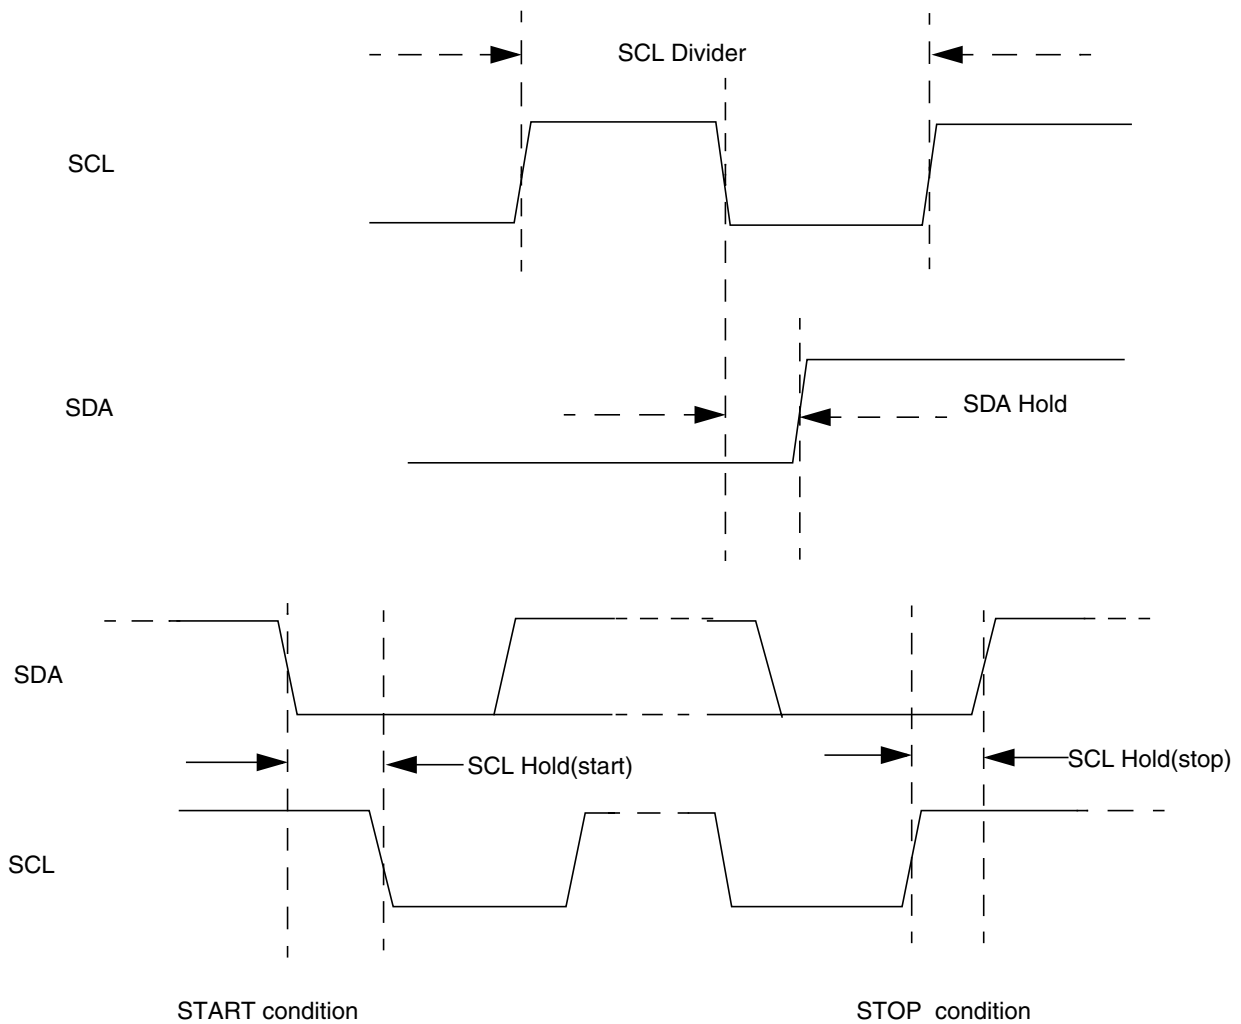 SCL Divider
SCL
SDA
SDA Hold
SDA
SCL Hold(start)
SCL Hold(stop)
SCL
START condition
STOP condition